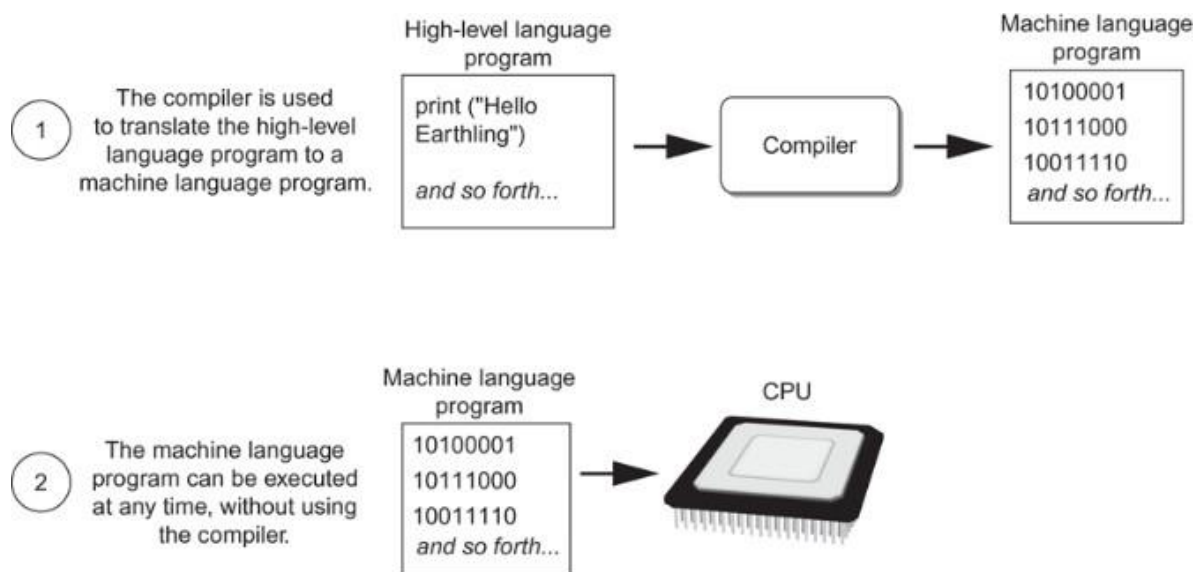 1
The compiler is used
to translate the high-level
language program to a
machine language program.
High-level language
program
print ("Hello
Earthling")
and so forth...
Compiler
Machine language
program
10100001
10111000
10011110
and so forth...
2
The machine language
program can be executed
at any time, without using
the compiler.
Machine language
program
10100001
10111000
10011110
and so forth...
CPU